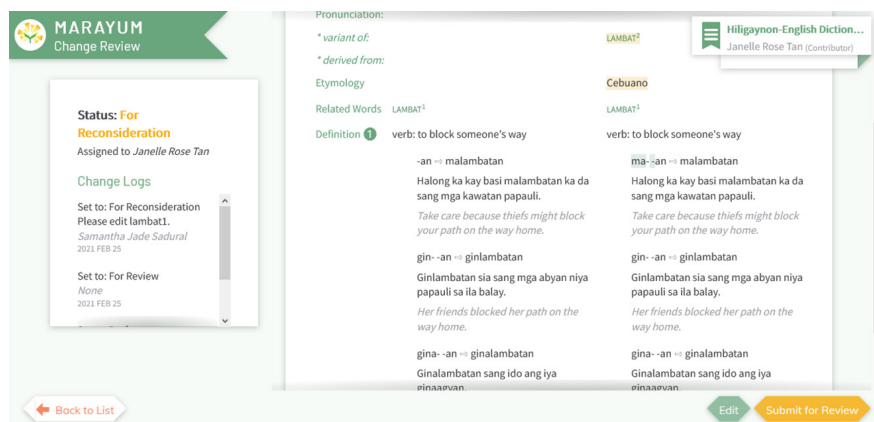 MARAYUM
Change Review
Status: For
Reconsideration
Assigned to Janelle Rose Tan
Change Logs
Set to: For Reconsideration
Please edit lambat1.
Samantha Jade Sadural
2021 FEB 25
Set to: For Review
None
2021 FEB 25
Back to List
Pronunciation:
* variant of: LAMBAT²
* derived from:
Etymology Cebuano
Related Words LAMBAT¹ LAMBAT¹
Definition 1 verb: to block someone's way
-an ⇨ malambatan
Halong ka kay basi malambatan ka da
sang mga kawatan papauli.
Take care because thiefs might block
your path on the way home.
gin- -an ⇨ ginlambatan
Ginlambatan sia sang mga abyan niya
papauli sa ila balay.
Her friends blocked her path on the
way home.
gina- -an ⇨ ginalambatan
Ginalambatan sang ido ang iya
ginaagyan.
verb: to block someone's way
ma- -an ⇨ malambatan
Halong ka kay basi malambatan ka da
sang mga kawatan papauli.
Take care because thiefs might block
your path on the way home.
gin- -an ⇨ ginlambatan
Ginlambatan sia sang mga abyan niya
papauli sa ila balay.
Her friends blocked her path on the
way home.
gina- -an ⇨ ginalambatan
Ginalambatan sang ido ang iya
ginaagyan.
Hiligaynon-English Diction...
Janelle Rose Tan (Contributor)
Edit
Submit for Review